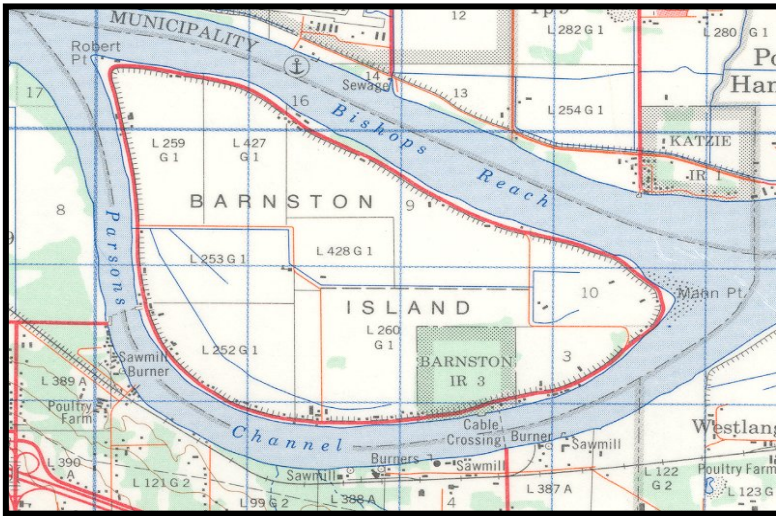 MUNICIPALITY
Robert
Pt
12
L 282 G 1
L 280 G 1
14
Sewage
13
16
17
L 254 G 1
Bishops
Reach
KATZIE
IR 1
L 259
G 1
L 427
G 1
BARNSTON
9
8
Parsons
L 253 G 1
L 428 G 1
ISLAND
10
Mann Pt.
L 260
G 1
L 252 G 1
BARNSTON
IR 3
3
Sawmill
Burner
L 389 A
Poultry
Farm
Channel
Cable
Crossing
Burner
Sawmill
Westlang
L 390
A
L 121 G 2
Sawmill
Burners
Sawmill
L 122
G 2
Poultry Farm
L 99 G 2
L 388 A
4
L 387 A
L 123 G